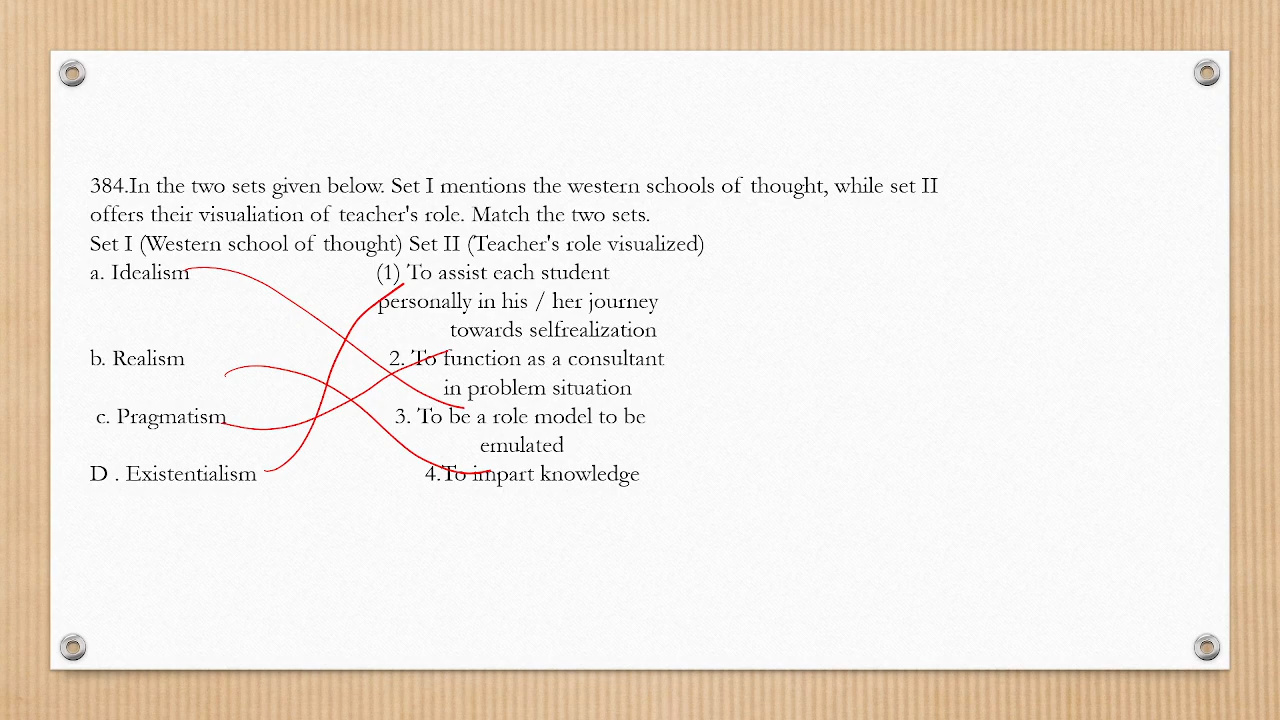 384.In the two sets given below. Set I mentions the western schools of thought, while set II
offers their visualiation of teacher's role. Match the two sets.
Set I (Western school of thought) Set II (Teacher's role visualized)
a. Idealism (1) To assist each student
personally in his / her journey
towards selfrealization
b. Realism 2. To function as a consultant
in problem situation
c. Pragmatism 3. To be a role model to be
emulated
D . Existentialism 4.To impart knowledge